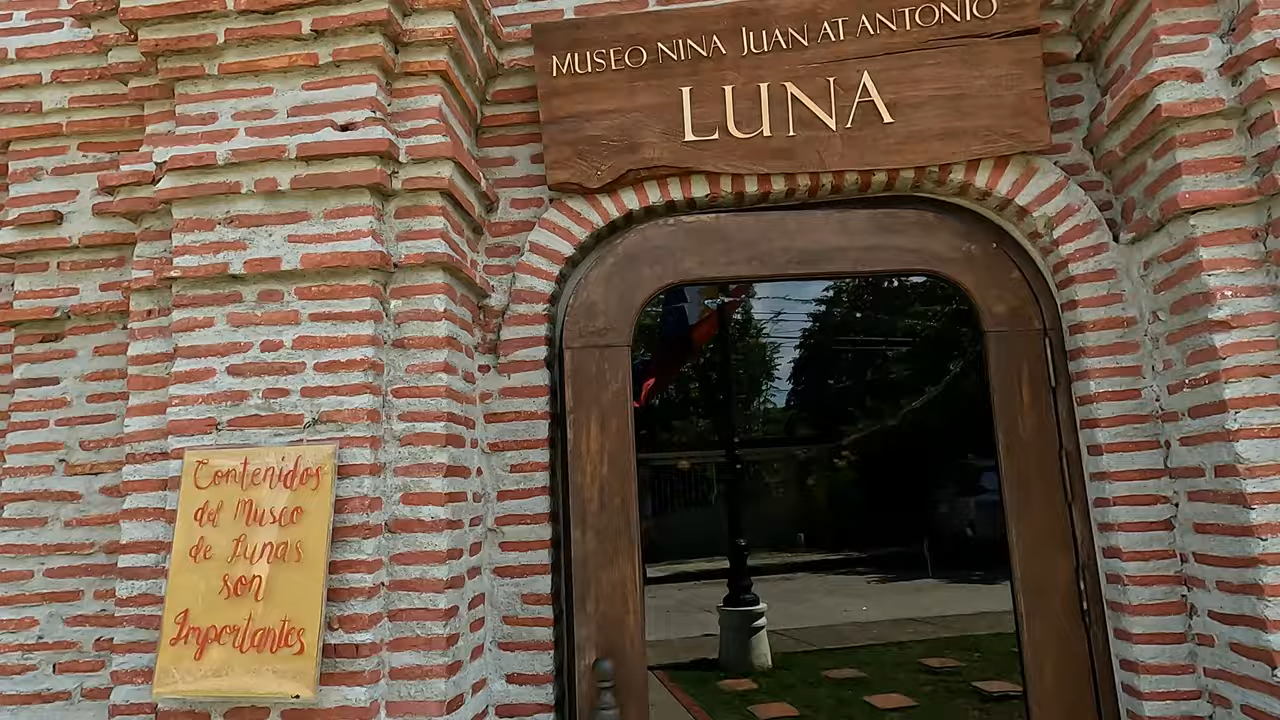 MUSEO NINA JUAN AT ANTONIO
LUNA
Contenidos
del Museo
de Lunas
son
Importantes